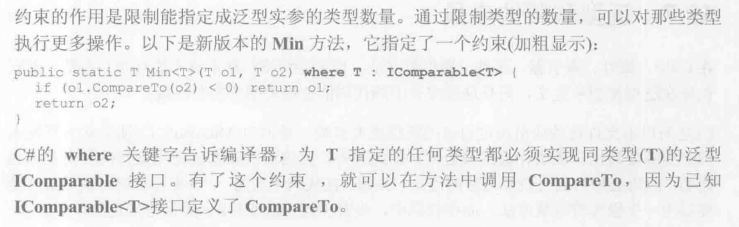 约束的作用是限制能指定成泛型实参的类型数量。通过限制类型的数量，可以对那些类型
执行更多操作。以下是新版本的 Min 方法，它指定了一个约束(加粗显示)：
public static T Min<T>(T o1, T o2) where T : IComparable<T> {
if (o1.CompareTo(o2) < 0) return o1;
return o2;
}
C#的 where 关键字告诉编译器，为 T 指定的任何类型都必须实现同类型(T)的泛型
IComparable 接口。有了这个约束，就可以在方法中调用 CompareTo，因为已知
IComparable<T>接口定义了 CompareTo。